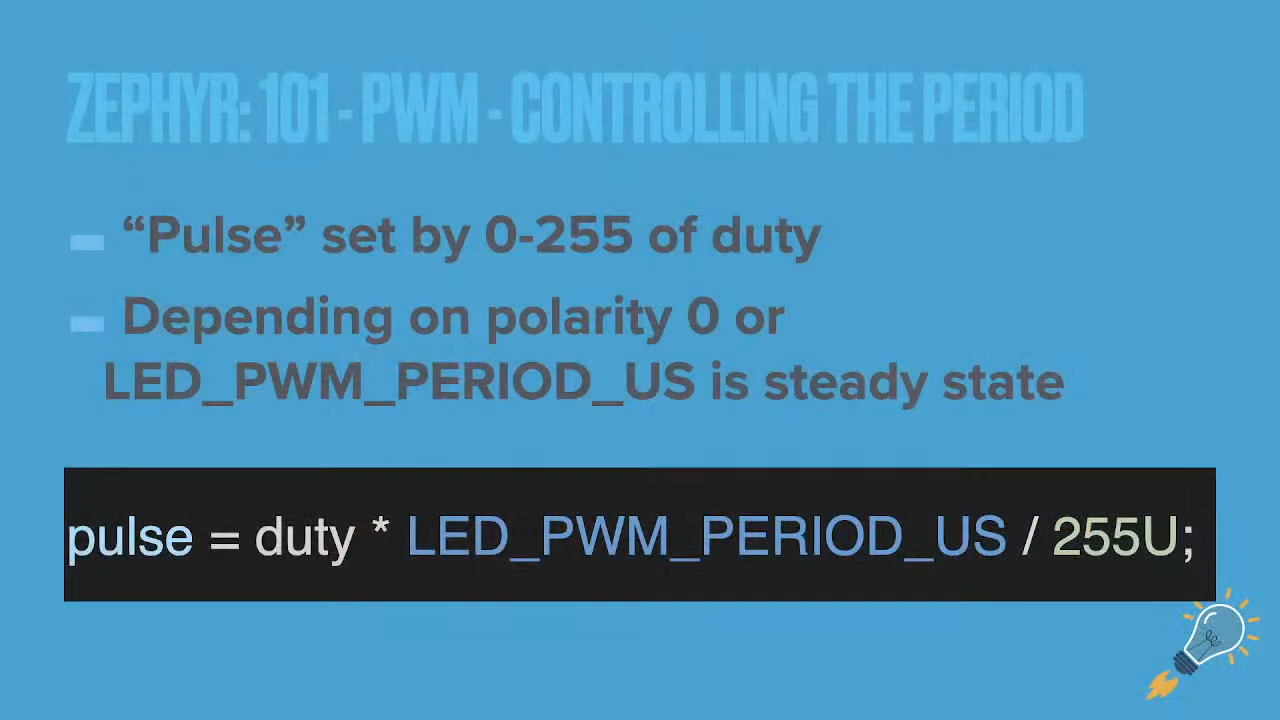 ZEPHYR: 101 - PWM - CONTROLLING THE PERIOD
“Pulse” set by 0-255 of duty
Depending on polarity 0 or
LED_PWM_PERIOD_US is steady state
pulse = duty * LED_PWM_PERIOD_US / 255U;